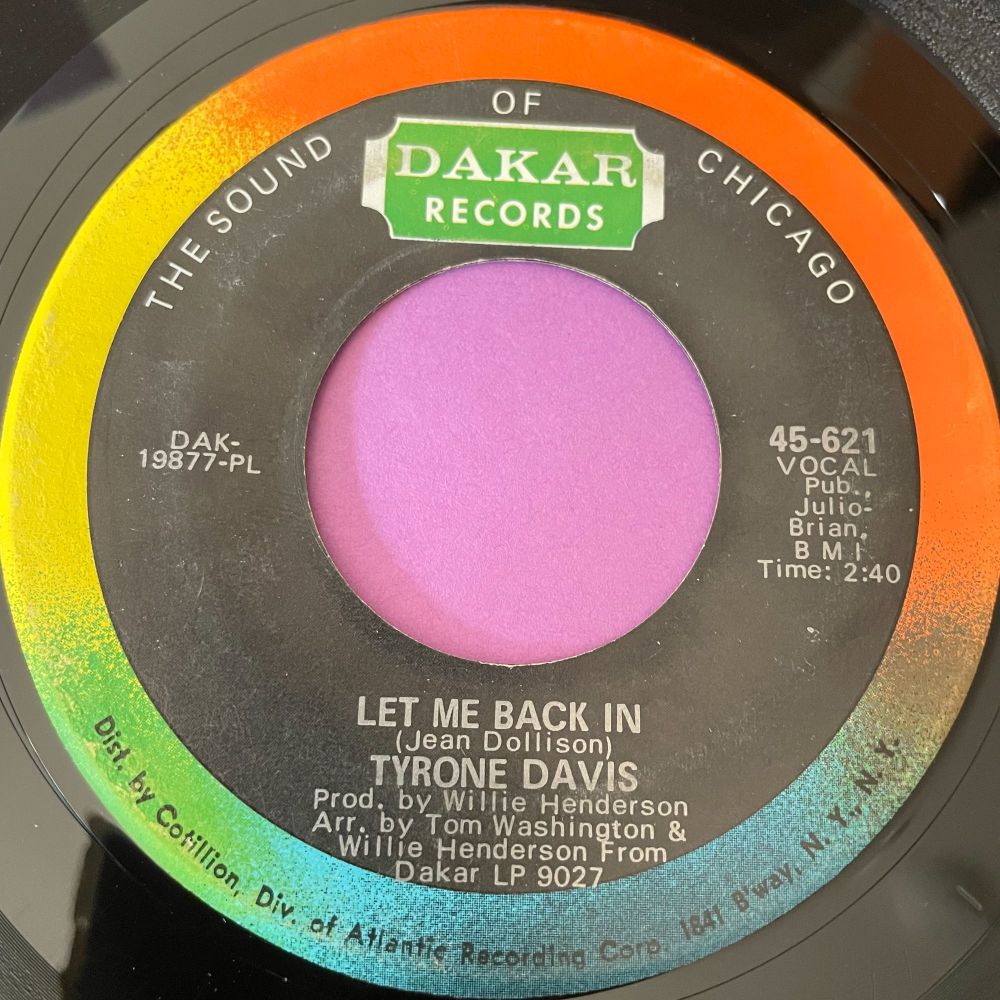 THE SOUND OF CHICAGO
DAKAR
RECORDS
DAK-
19877-PL
45-621
VOCAL
Pub.,
Julio-
Brian,
BMI
Time: 2:40
LET ME BACK IN
(Jean Dollison)
TYRONE DAVIS
Prod. by Willie Henderson
Arr. by Tom Washington &
Willie Henderson From
Dakar LP 9027
Dist. by Cotillion, Div. of Atlantic Recording Corp. 1841 B'way, N. Y., N. Y.